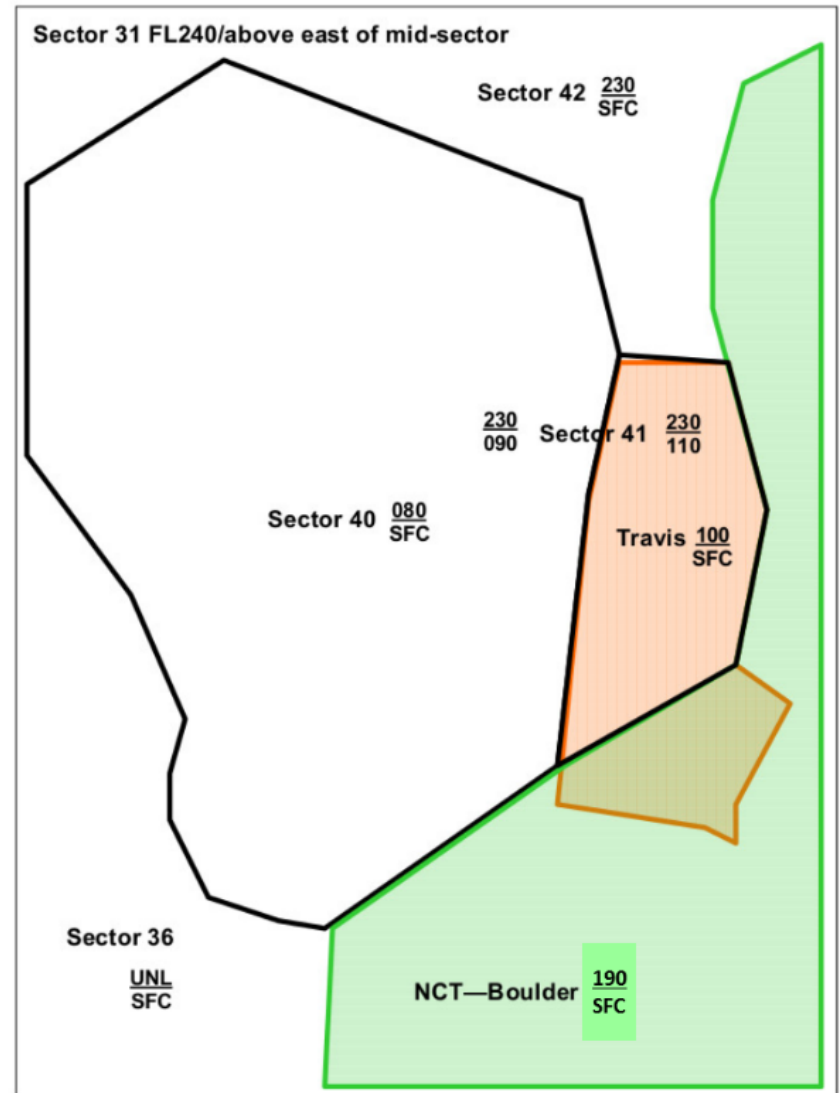 Sector 31 FL240/above east of mid-sector
Sector 42 230
SFC
230
090
Sector 41
230
110
Sector 40 080
SFC
Travis 100
SFC
Sector 36
UNL
SFC
NCT—Boulder 190
SFC